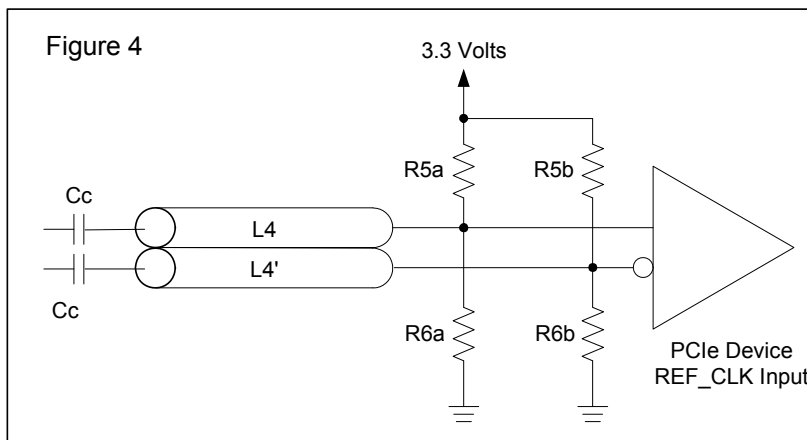 Figure 4
3.3 Volts
R5a
R5b
Cc
L4
L4'
Cc
R6a
R6b
PCIe Device
REF_CLK Input